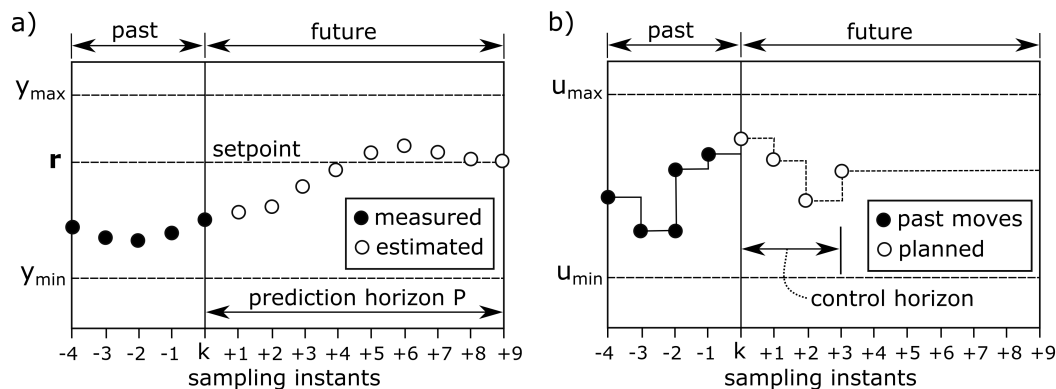 a)
past
future
y_max
r
setpoint
measured
estimated
y_min
prediction horizon P
-4 -3 -2 -1 k +1 +2 +3 +4 +5 +6 +7 +8 +9
sampling instants
b)
past
future
u_max
past moves
planned
u_min
control horizon
-4 -3 -2 -1 k +1 +2 +3 +4 +5 +6 +7 +8 +9
sampling instants